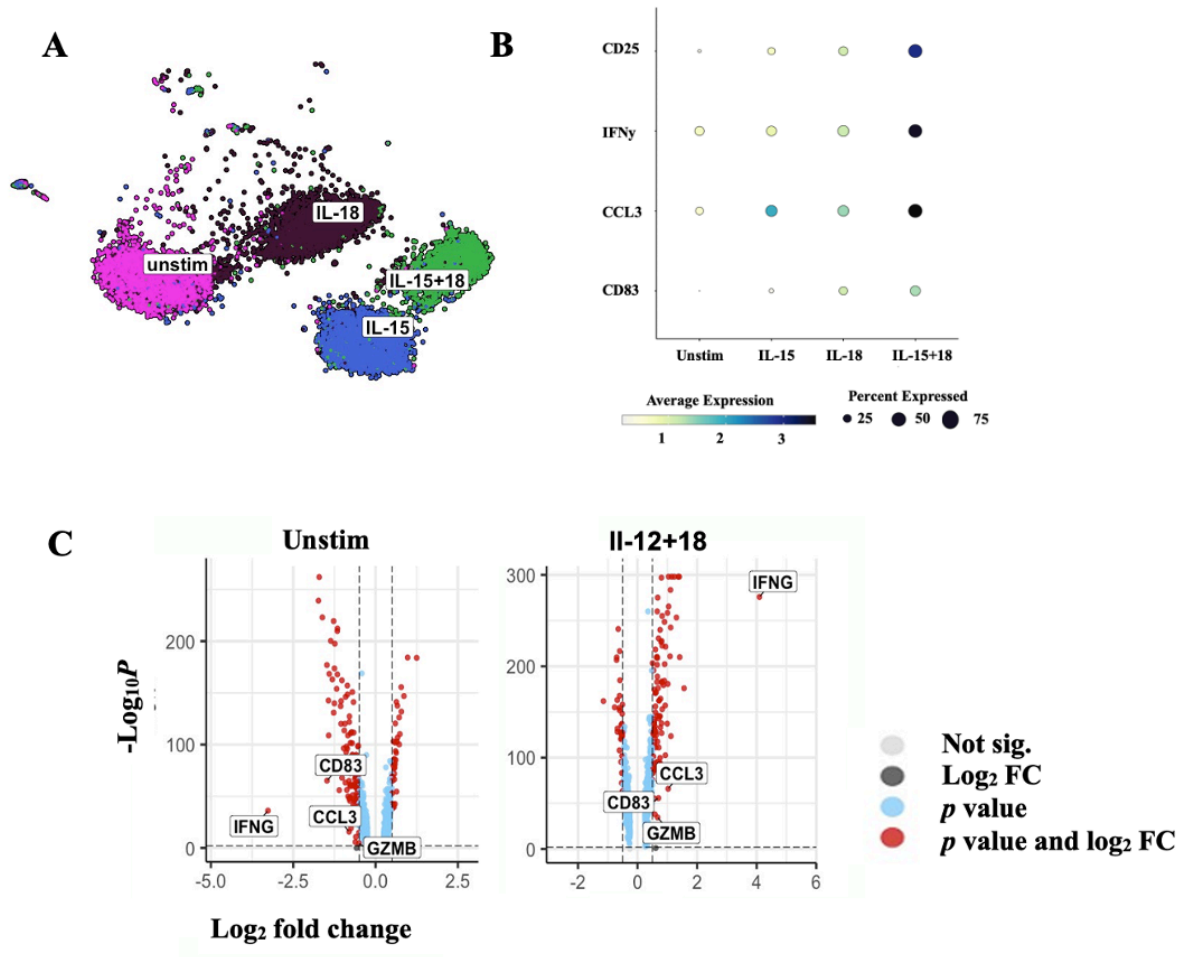 A
IL-18
unstim
IL-15+18
IL-15
B
CD25
IFNy
CCL3
CD83
Unstim IL-15 IL-18 IL-15+18
Average Expression
1 2 3
Percent Expressed
25 50 75
C
Unstim
-Log10P
200
100
0
CD83
CCL3
IFNG
GZMB
-5.0 -2.5 0.0 2.5
Log2 fold change
Il-12+18
300
200
100
0
IFNG
CCL3
CD83
GZMB
-2 0 2 4 6
Not sig.
Log2 FC
p value
p value and log2 FC